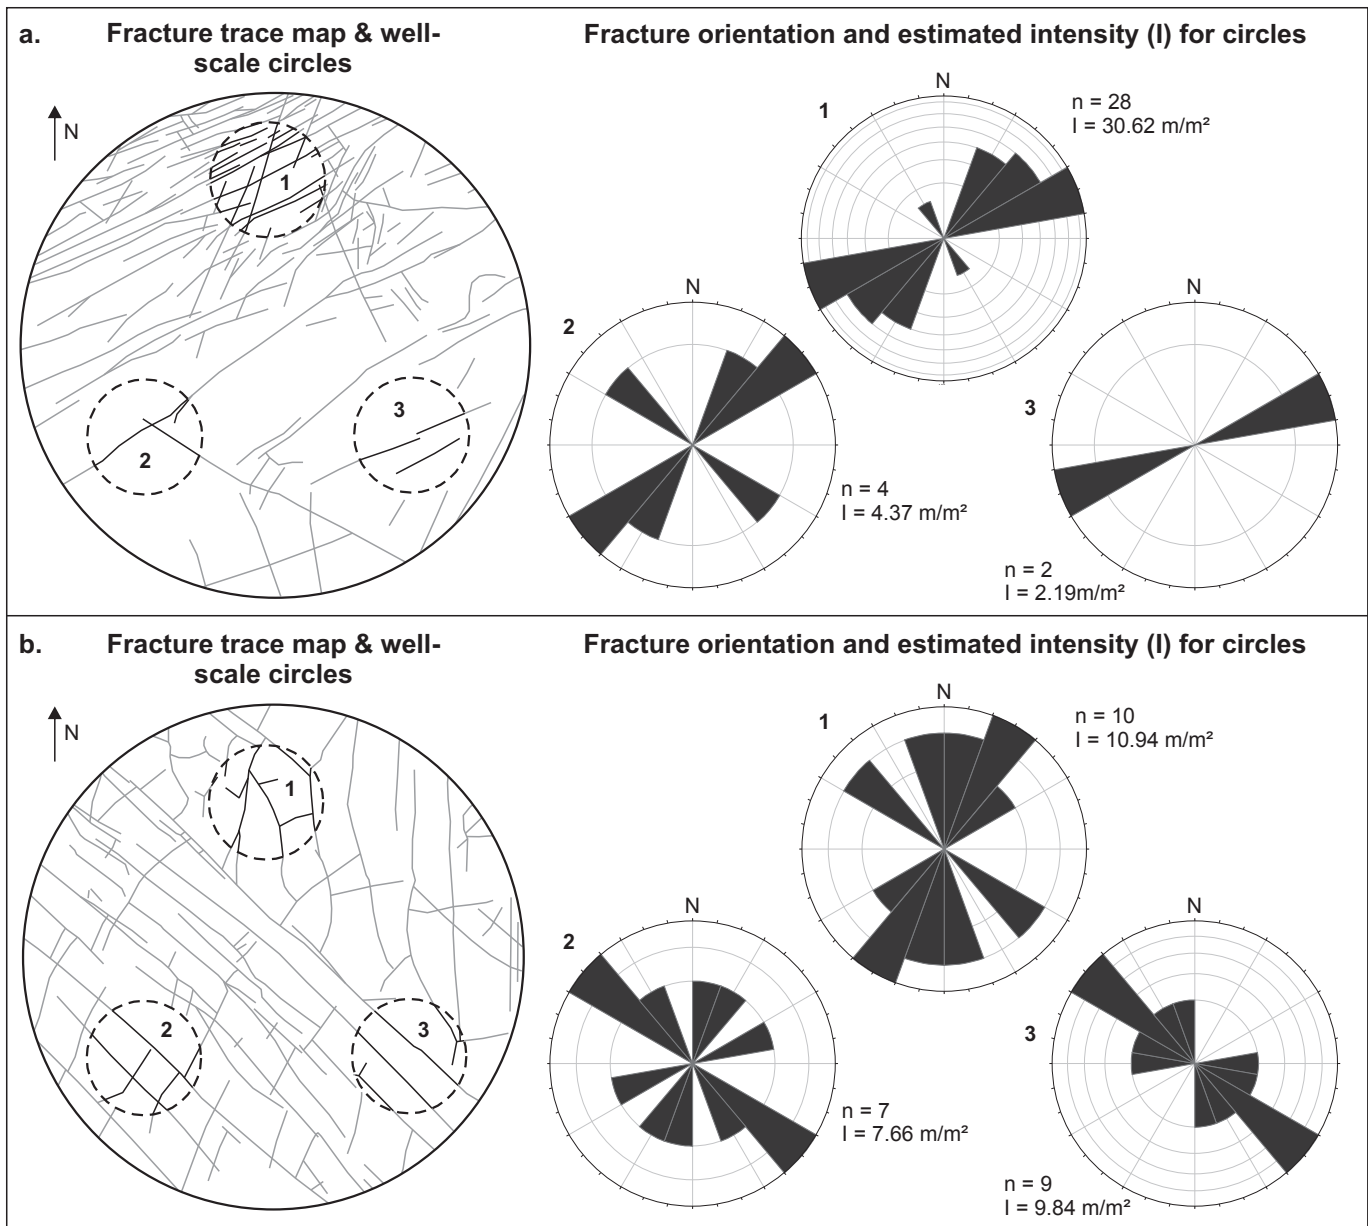 a.
Fracture trace map & well-
scale circles
Fracture orientation and estimated intensity (I) for circles
N
1
2
3
N
1
n = 28
I = 30.62 m/m²
N
2
n = 4
I = 4.37 m/m²
N
3
n = 2
I = 2.19m/m²
b.
Fracture trace map & well-
scale circles
Fracture orientation and estimated intensity (I) for circles
N
1
2
3
N
1
n = 10
I = 10.94 m/m²
N
2
n = 7
I = 7.66 m/m²
N
3
n = 9
I = 9.84 m/m²